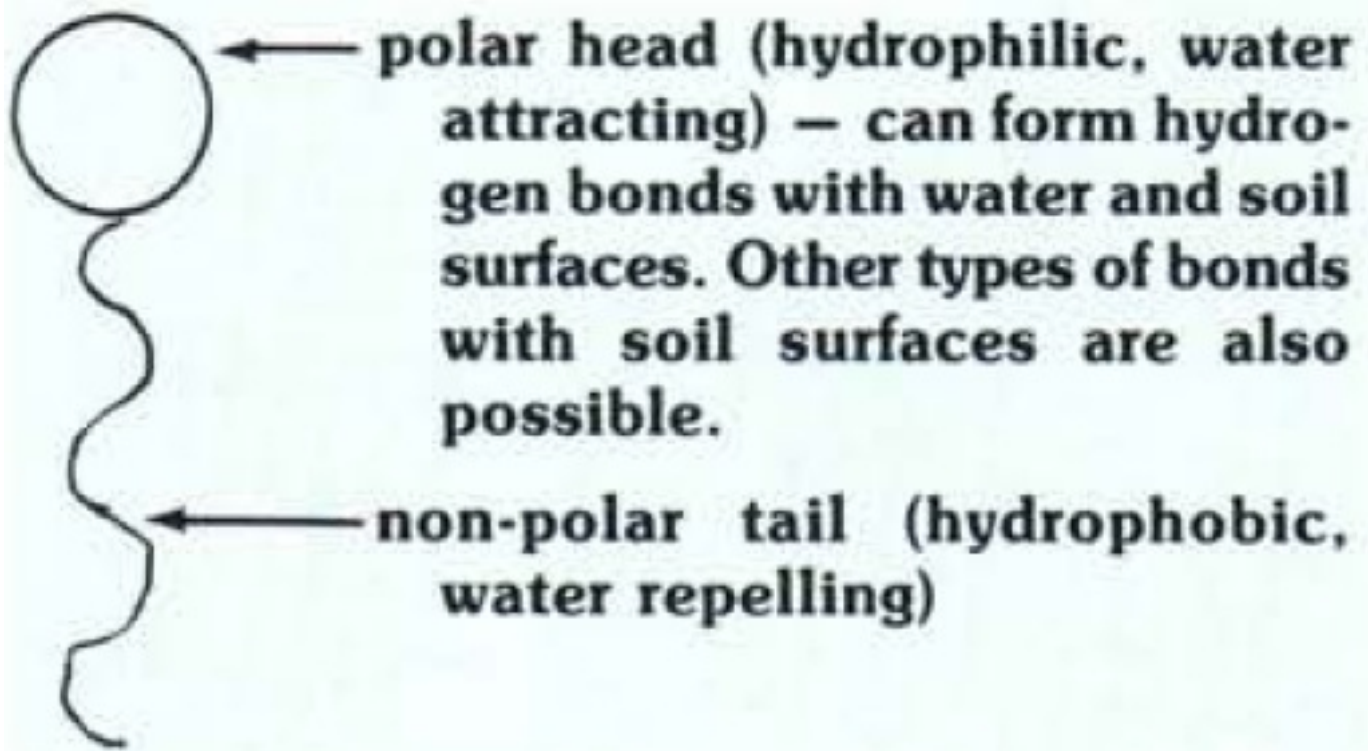 polar head (hydrophilic, water
attracting) — can form hydro-
gen bonds with water and soil
surfaces. Other types of bonds
with soil surfaces are also
possible.
non-polar tail (hydrophobic,
water repelling)